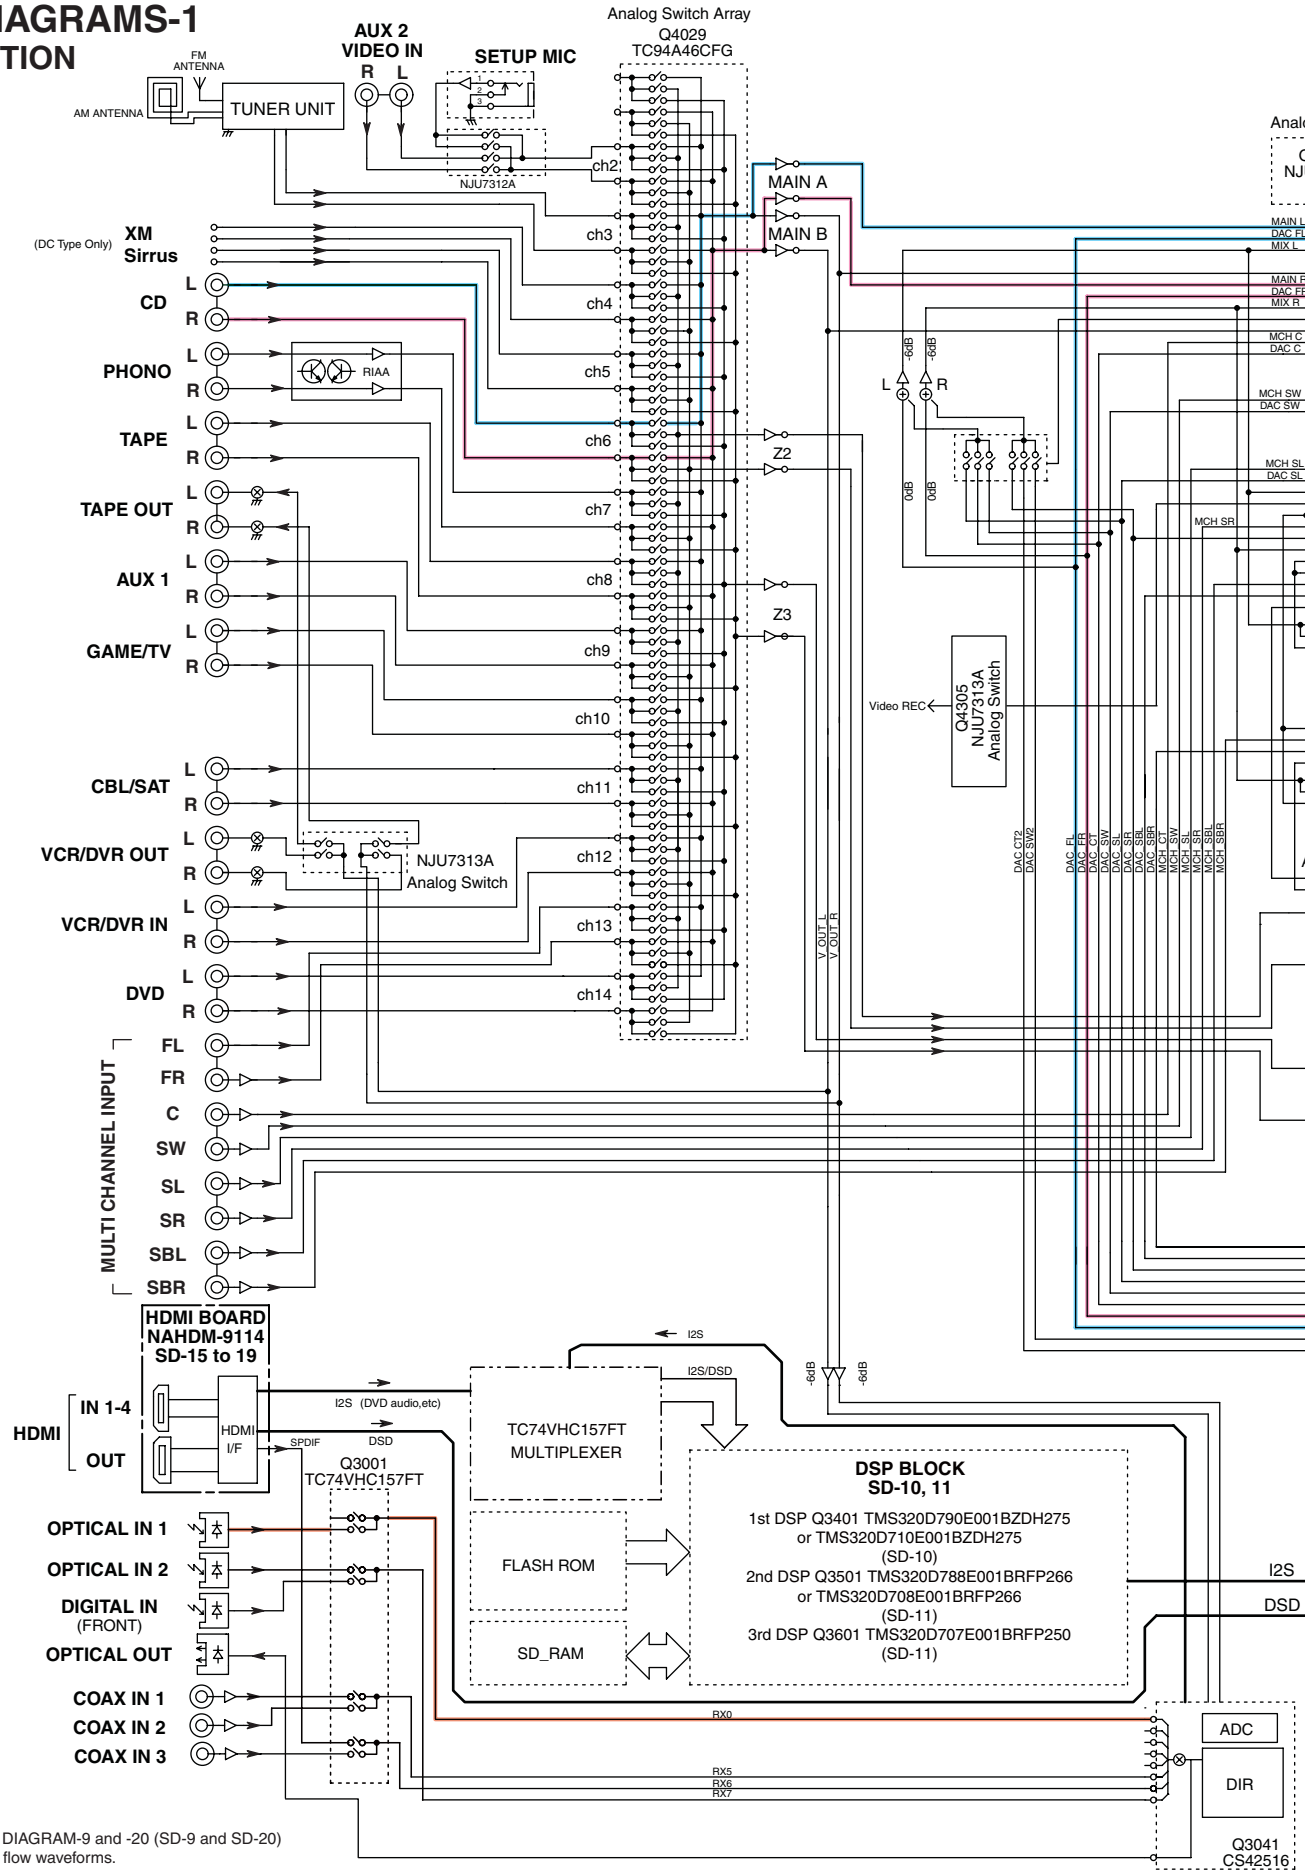 IAGRAMS-1
TION
Analog Switch Array
Q4029
TC94A46CFG
AUX 2
VIDEO IN
R L
SETUP MIC
1
2
3
FM
ANTENNA
AM ANTENNA
TUNER UNIT
NJU7312A
ch2
MAIN A
MAIN B
ch3
(DC Type Only)
XM
Sirrus
CD
L
R
ch4
PHONO
L
R
RIAA
ch5
TAPE
L
R
ch6
Z2
TAPE OUT
L
R
ch7
AUX 1
L
R
ch8
Z3
GAME/TV
L
R
ch9
ch10
CBL/SAT
L
R
ch11
VCR/DVR OUT
L
R
NJU7313A
Analog Switch
ch12
VCR/DVR IN
L
R
ch13
DVD
L
R
ch14
MULTI CHANNEL INPUT
FL
FR
C
SW
SL
SR
SBL
SBR
Analo
NJU
MAIN L
DAC FL
MIX L
MAIN R
DAC FR
MIX R
MCH C
DAC C
MCH SW
DAC SW
MCH SL
DAC SL
MCH SR
-6dB
-6dB
L
R
0dB
0dB
Video REC
Q4305
NJU7313A
Analog Switch
V OUT L
V OUT R
DAC CT2
DAC SW2
DAC FL
DAC FR
DAC CT
DAC SW
DAC SL
DAC SR
DAC SBL
DAC SBR
MCH CT
MCH SW
MCH SL
MCH SR
MCH SBL
MCH SBR
-6dB
-6dB
HDMI BOARD
NAHDM-9114
SD-15 to 19
HDMI
IN 1-4
OUT
HDMI
I/F
I2S (DVD audio,etc)
DSD
SPDIF
Q3001
TC74VHC157FT
I2S
I2S/DSD
TC74VHC157FT
MULTIPLEXER
FLASH ROM
SD_RAM
DSP BLOCK
SD-10, 11
1st DSP Q3401 TMS320D790E001BZDH275
or TMS320D710E001BZDH275
(SD-10)
2nd DSP Q3501 TMS320D788E001BRFP266
or TMS320D708E001BRFP266
(SD-11)
3rd DSP Q3601 TMS320D707E001BRFP250
(SD-11)
I2S
DSD
OPTICAL IN 1
OPTICAL IN 2
DIGITAL IN
(FRONT)
OPTICAL OUT
COAX IN 1
COAX IN 2
COAX IN 3
RX0
RX5
RX6
RX7
ADC
DIR
Q3041
CS42516
DIAGRAM-9 and -20 (SD-9 and SD-20)
flow waveforms.